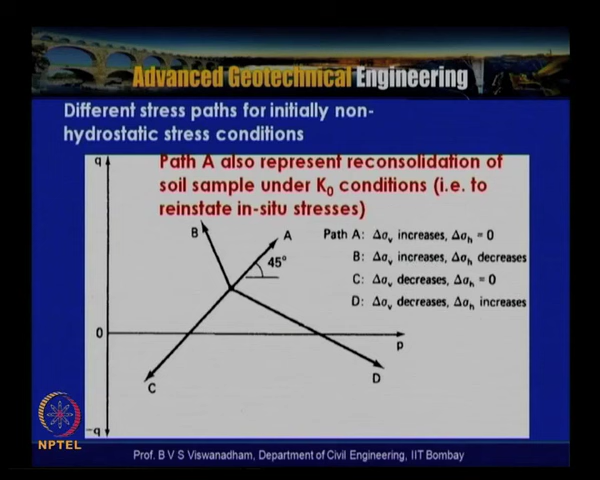 Advanced Geotechnical Engineering
Different stress paths for initially non-
hydrostatic stress conditions
q
Path A also represent reconsolidation of
soil sample under K₀ conditions (i.e. to
reinstate in-situ stresses)
B
A
45°
Path A: Δσᵥ increases, Δσₕ = 0
B: Δσᵥ increases, Δσₕ decreases
C: Δσᵥ decreases, Δσₕ = 0
D: Δσᵥ decreases, Δσₕ increases
0
p
C
D
-q
NPTEL
Prof. B V S Viswanadham, Department of Civil Engineering, IIT Bombay